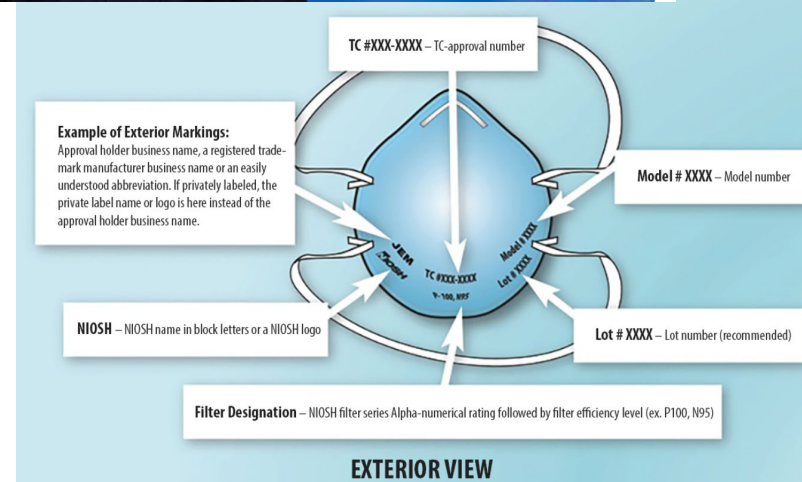 TC #XXX-XXXX – TC-approval number
Example of Exterior Markings:
Approval holder business name, a registered trade-
mark manufacturer business name or an easily
understood abbreviation. If privately labeled, the
private label name or logo is here instead of the
approval holder business name.
Model # XXXX – Model number
JEM
NIOSH
TC #XXX-XXXX
P-100, N95
Model # XXXX
Lot # XXXX
NIOSH – NIOSH name in block letters or a NIOSH logo
Lot # XXXX – Lot number (recommended)
Filter Designation – NIOSH filter series Alpha-numerical rating followed by filter efficiency level (ex. P100, N95)
EXTERIOR VIEW